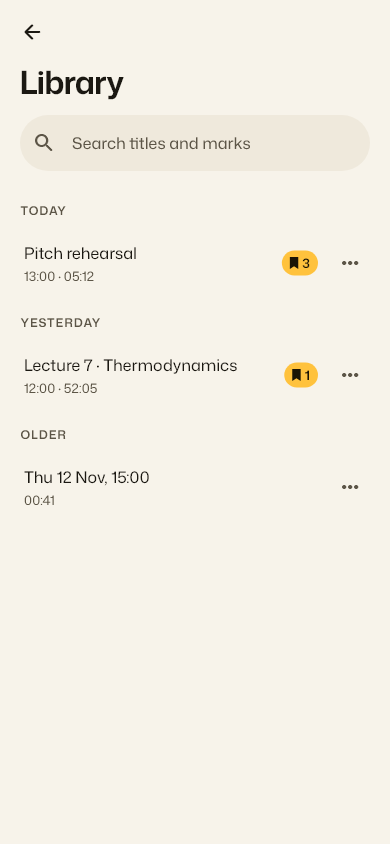 Library
Search titles and marks
TODAY
Pitch rehearsal
3
13:00 · 05:12
YESTERDAY
Lecture 7 · Thermodynamics
1
12:00 · 52:05
OLDER
Thu 12 Nov, 15:00
00:41